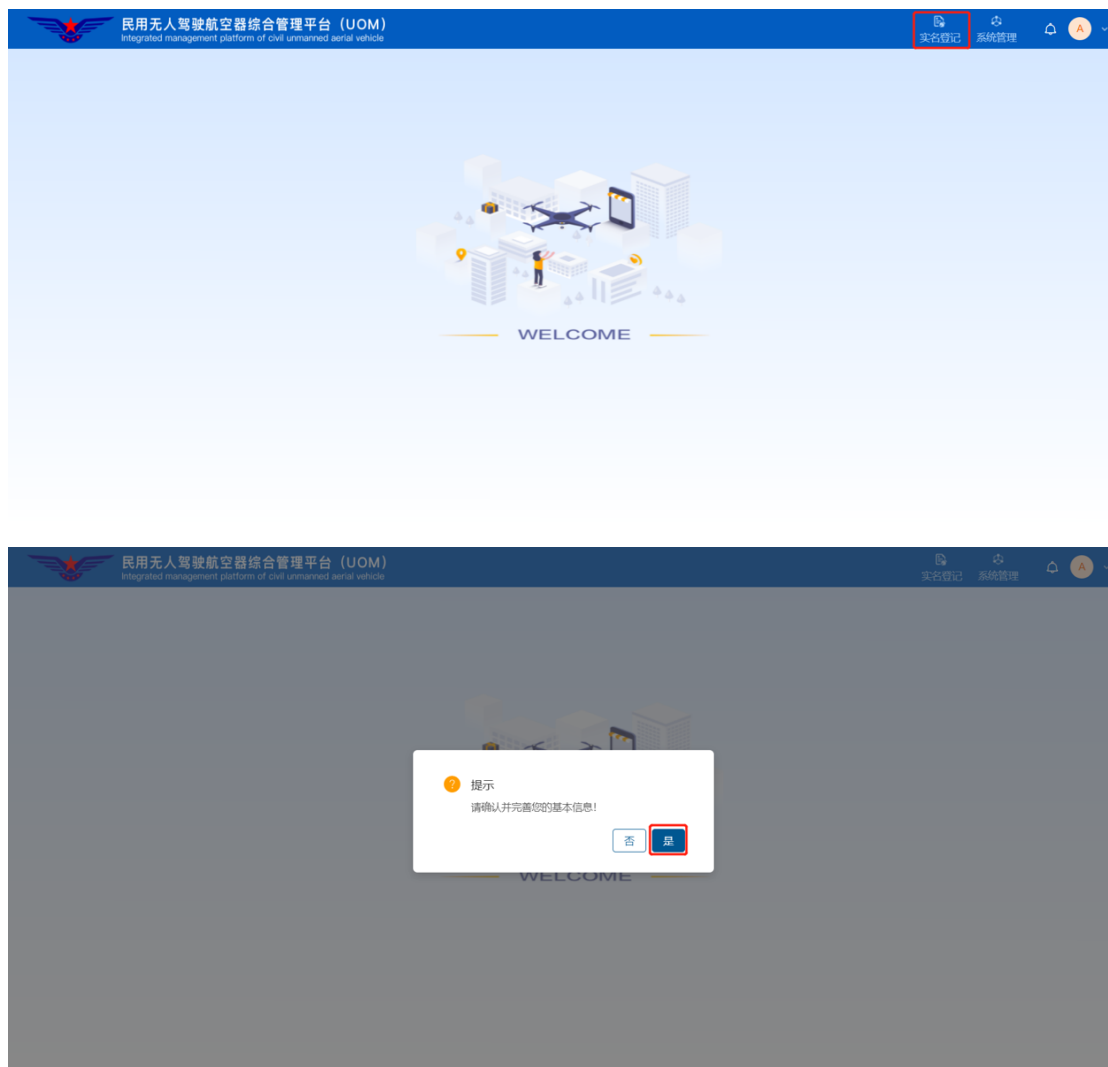 民用无人驾驶航空器综合管理平台（UOM）
Integrated management platform of civil unmanned aerial vehicle
实名登记
系统管理
A
WELCOME
民用无人驾驶航空器综合管理平台（UOM）
Integrated management platform of civil unmanned aerial vehicle
实名登记
系统管理
A
提示
请确认并完善您的基本信息!
否
是
WELCOME